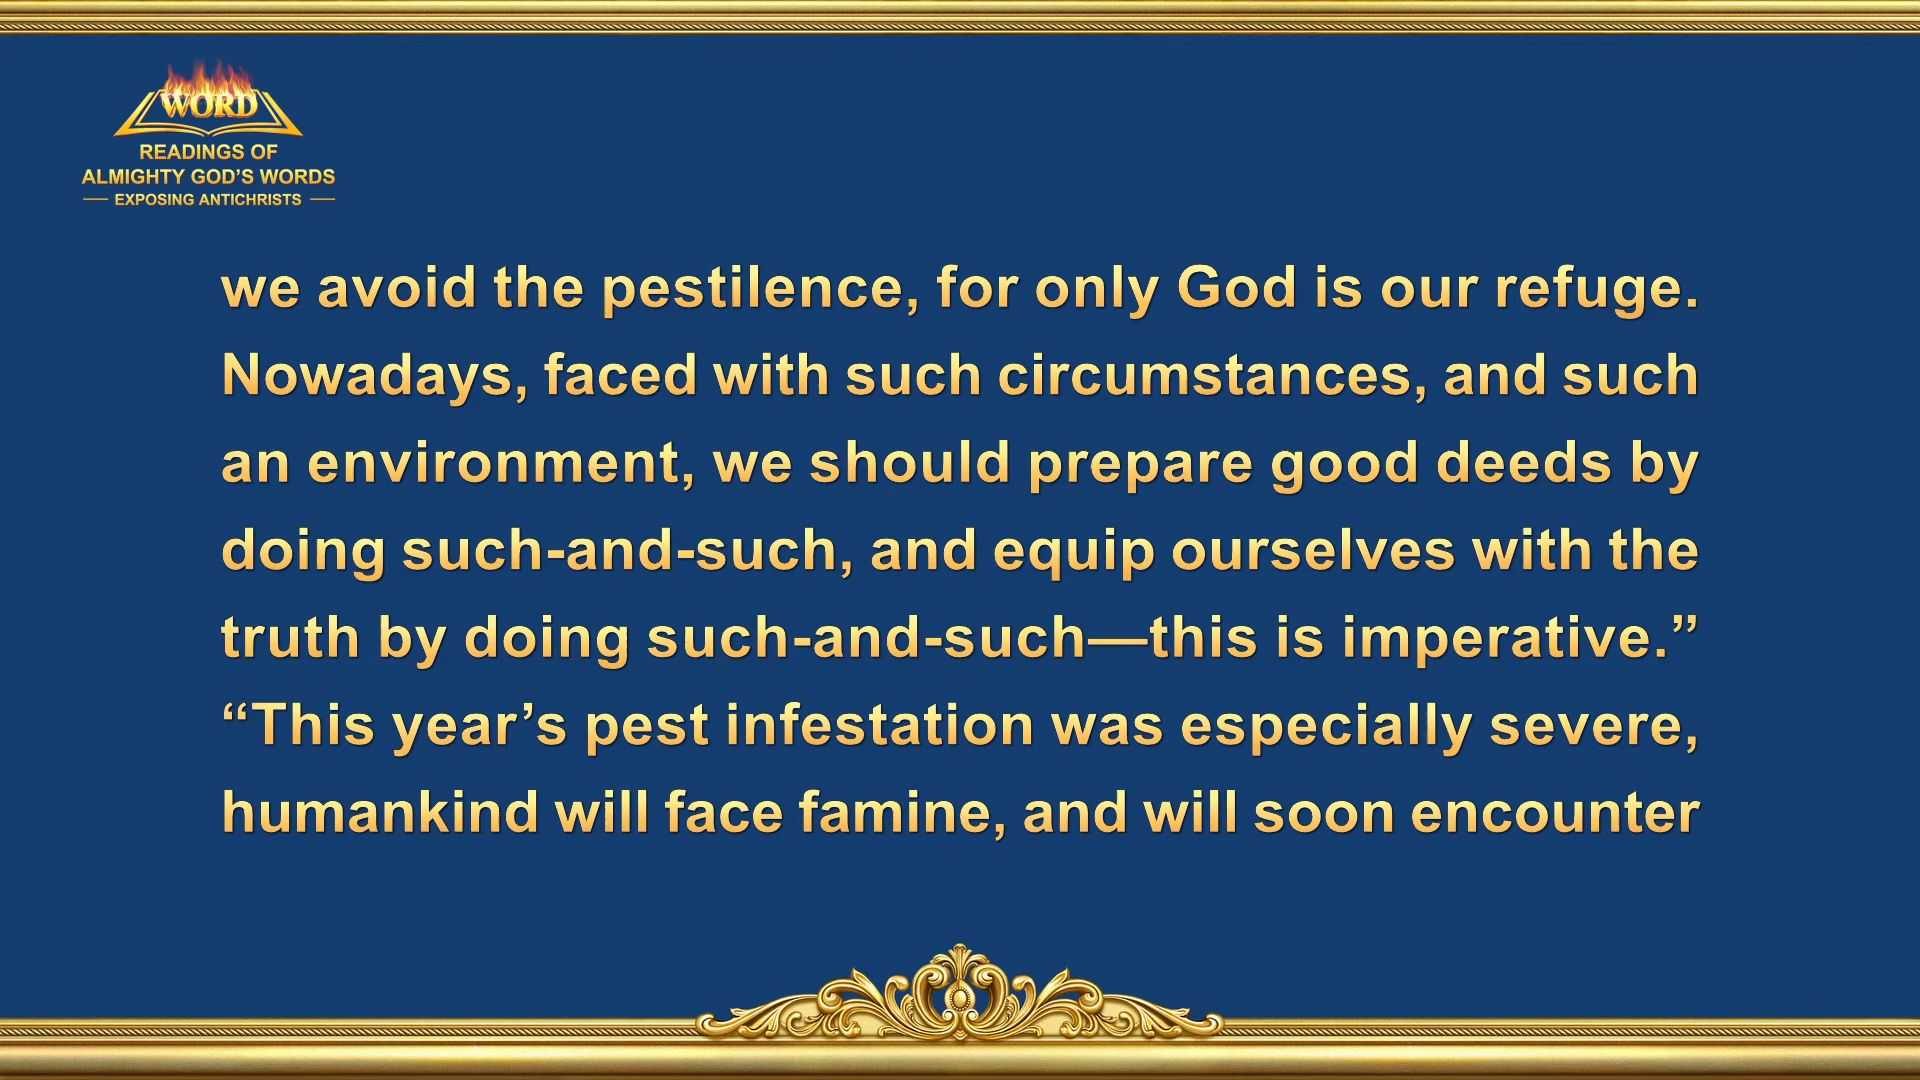 WORD
READINGS OF
ALMIGHTY GOD’S WORDS
EXPOSING ANTICHRISTS
we avoid the pestilence, for only God is our refuge.
Nowadays, faced with such circumstances, and such
an environment, we should prepare good deeds by
doing such-and-such, and equip ourselves with the
truth by doing such-and-such—this is imperative.”
“This year’s pest infestation was especially severe,
humankind will face famine, and will soon encounter